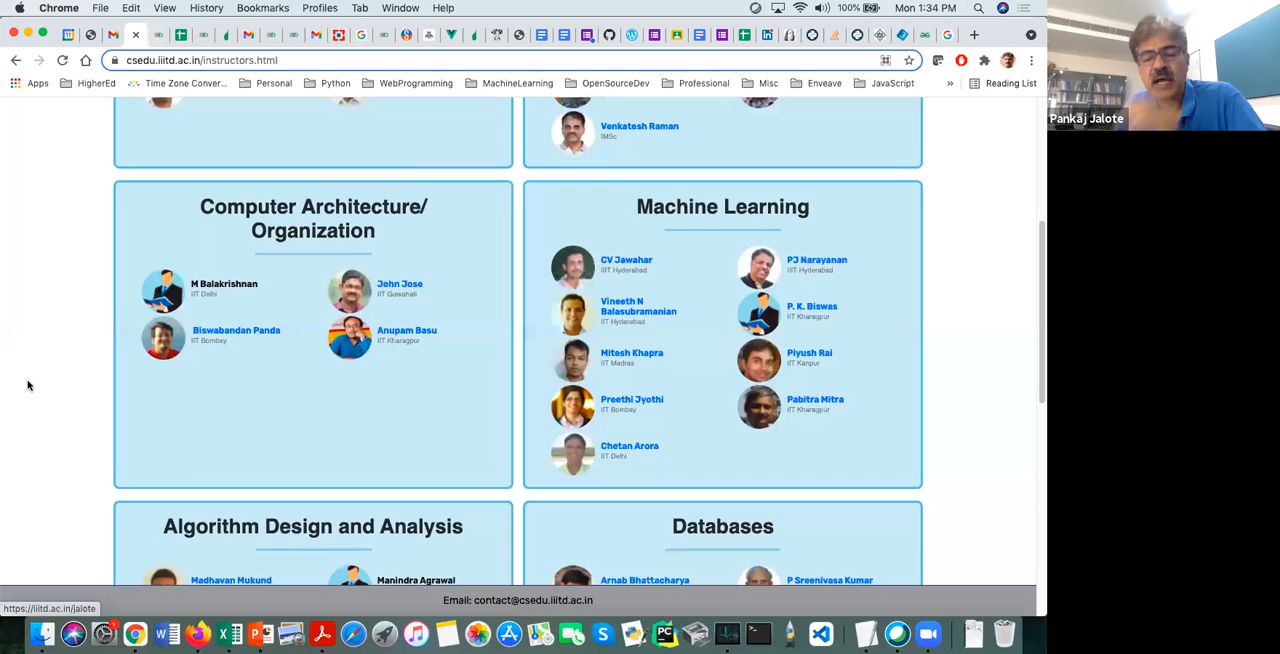 Chrome File Edit View History Bookmarks Profiles Tab Window Help 100% Mon 1:34 PM
csedu.iiitd.ac.in/instructors.html
Apps HigherEd Time Zone Conver... Personal Python WebProgramming MachineLearning OpenSourceDev Professional Misc Enveave JavaScript » Reading List
Pankaj Jalote
Venkatesh Raman
IMSc
Computer Architecture/
Organization
M Balakrishnan
IIT Delhi
John Jose
IIT Guwahati
Biswabandan Panda
IIT Bombay
Anupam Basu
IIT Kharagpur
Machine Learning
CV Jawahar
IIIT Hyderabad
PJ Narayanan
IIIT Hyderabad
Vineeth N
Balasubramanian
IIT Hyderabad
P. K. Biswas
IIT Kharagpur
Mitesh Khapra
IIT Madras
Piyush Rai
IIT Kanpur
Preethi Jyothi
IIT Bombay
Pabitra Mitra
IIT Kharagpur
Chetan Arora
IIT Delhi
Algorithm Design and Analysis
Madhavan Mukund
Manindra Agrawal
Databases
Arnab Bhattacharya
P Sreenivasa Kumar
Email: contact@csedu.iiitd.ac.in
https://iiitd.ac.in/jalote